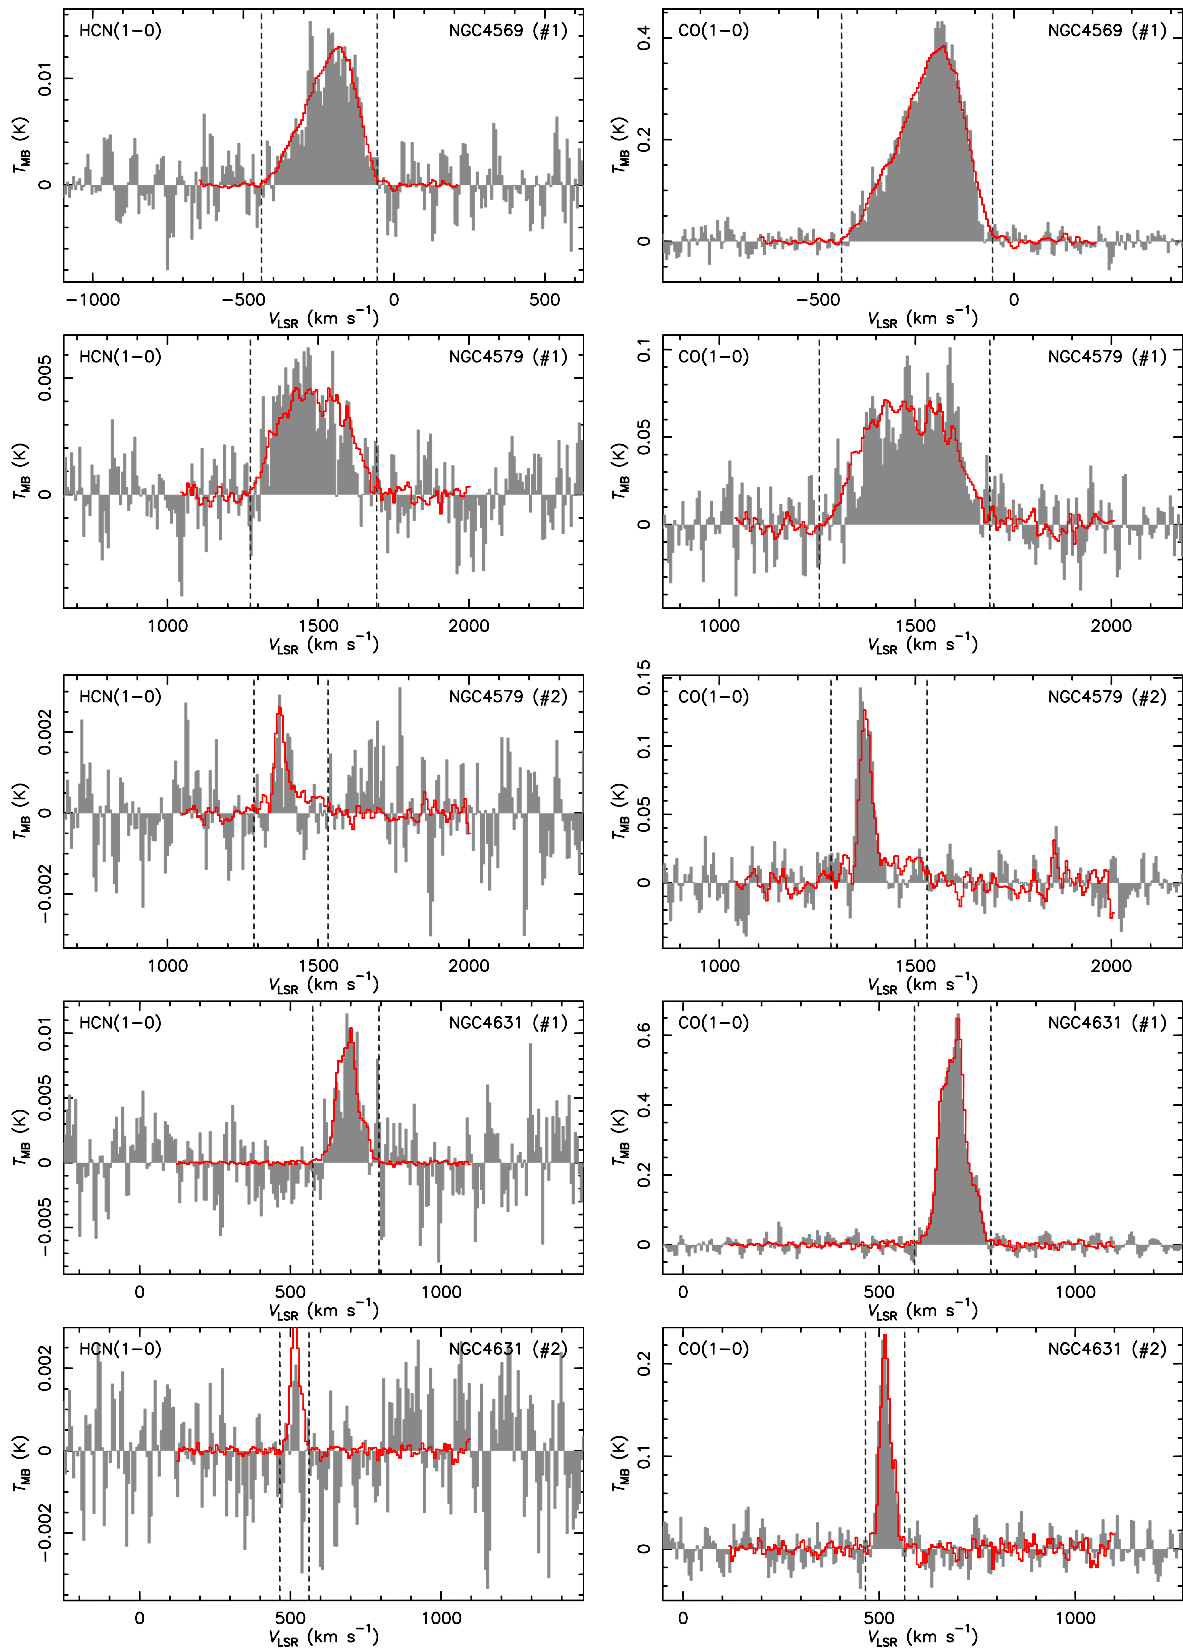 HCN(1−0) NGC4569 (#1)
T_MB (K)
0 0.01
−1000 −500 0 500
V_LSR (km s⁻¹)
CO(1−0) NGC4569 (#1)
T_MB (K)
0 0.2 0.4
−500 0
V_LSR (km s⁻¹)
HCN(1−0) NGC4579 (#1)
T_MB (K)
0 0.005
1000 1500 2000
V_LSR (km s⁻¹)
CO(1−0) NGC4579 (#1)
T_MB (K)
0 0.05 0.1
1000 1500 2000
V_LSR (km s⁻¹)
HCN(1−0) NGC4579 (#2)
T_MB (K)
−0.002 0 0.002
1000 1500 2000
V_LSR (km s⁻¹)
CO(1−0) NGC4579 (#2)
T_MB (K)
0 0.05 0.1 0.15
1000 1500 2000
V_LSR (km s⁻¹)
HCN(1−0) NGC4631 (#1)
T_MB (K)
−0.005 0 0.005 0.01
0 500 1000
V_LSR (km s⁻¹)
CO(1−0) NGC4631 (#1)
T_MB (K)
0 0.2 0.4 0.6
0 500 1000
V_LSR (km s⁻¹)
HCN(1−0) NGC4631 (#2)
T_MB (K)
−0.002 0 0.002
0 500 1000
V_LSR (km s⁻¹)
CO(1−0) NGC4631 (#2)
T_MB (K)
0 0.1 0.2
0 500 1000
V_LSR (km s⁻¹)